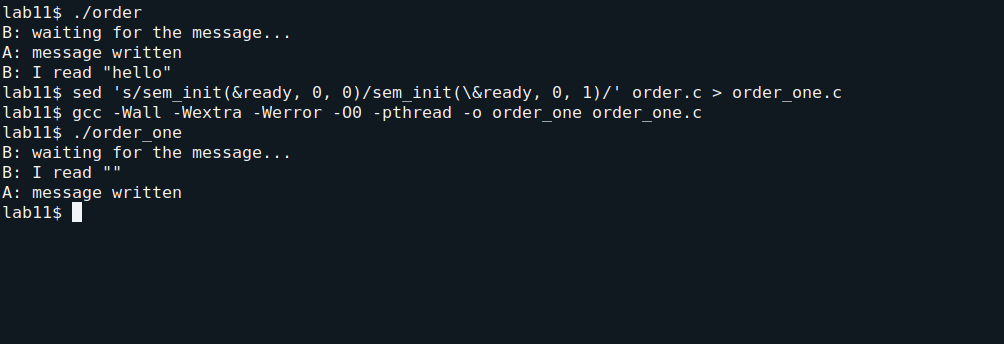 lab11$ ./order
B: waiting for the message...
A: message written
B: I read "hello"
lab11$ sed 's/sem_init(&ready, 0, 0)/sem_init(\&ready, 0, 1)/' order.c > order_one.c
lab11$ gcc -Wall -Wextra -Werror -O0 -pthread -o order_one order_one.c
lab11$ ./order_one
B: waiting for the message...
B: I read ""
A: message written
lab11$